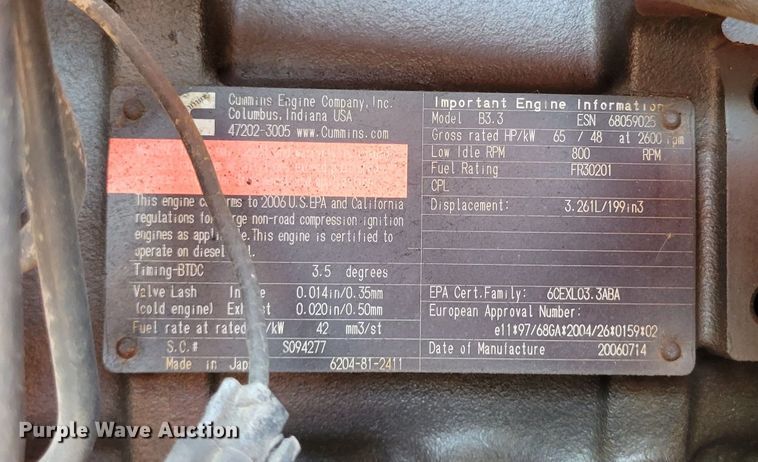 Cummins Engine Company, Inc.
Columbus, Indiana USA
47202-3005 www.Cummins.com
This engine conforms to 2006 U.S.EPA and California
regulations for large non-road compression ignition
engines as applicable. This engine is certified to
operate on diesel fuel.
Timing-BTDC 3.5 degrees
Valve Lash Intake 0.014in/0.35mm
(cold engine) Exhaust 0.020in/0.50mm
Fuel rate at rated /kW 42 mm3/st
S.C.# S094277
Made in Japan 6204-81-2411
Important Engine Information
Model B3.3 ESN 68059025
Gross rated HP/kW 65 / 48 at 2600 rpm
Low Idle RPM 800 RPM
Fuel Rating FR30201
CPL
Displacement: 3.261L/199in3
EPA Cert.Family: 6CEXL03.3ABA
European Approval Number:
e11*97/68GA*2004/26*0159*02
Date of Manufacture 20060714
Purple Wave Auction